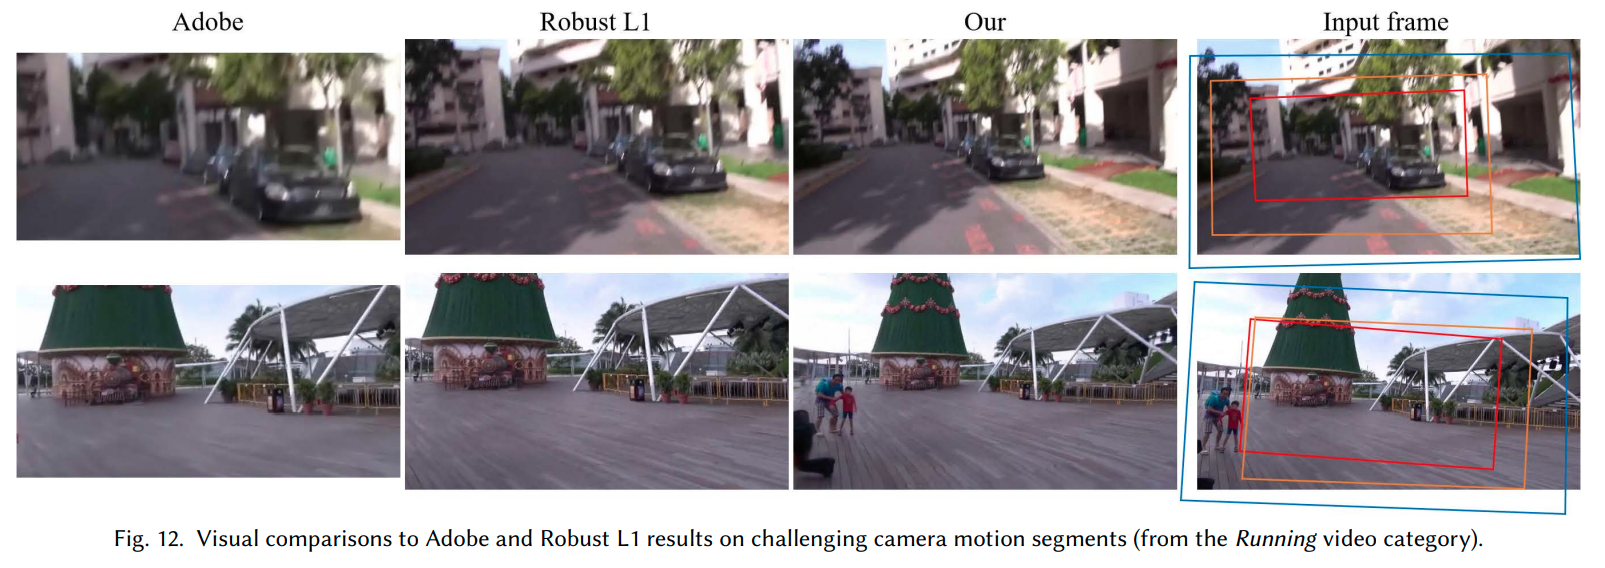 Adobe
Robust L1
Our
Input frame
Fig. 12. Visual comparisons to Adobe and Robust L1 results on challenging camera motion segments (from the Running video category).